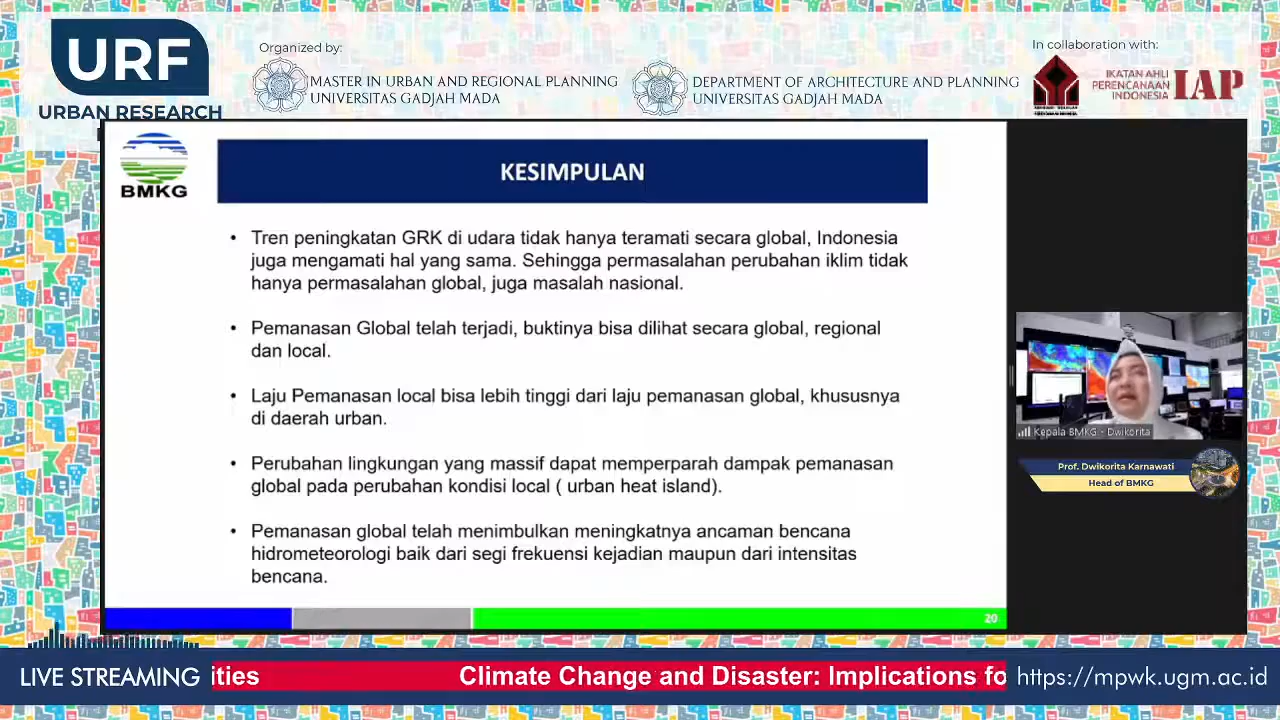 URF
URBAN RESEARCH
Organized by:
MASTER IN URBAN AND REGIONAL PLANNING
UNIVERSITAS GADJAH MADA
DEPARTMENT OF ARCHITECTURE AND PLANNING
UNIVERSITAS GADJAH MADA
In collaboration with:
IKATAN AHLI
PERENCANAAN
INDONESIA
IAP
BMKG
KESIMPULAN
• Tren peningkatan GRK di udara tidak hanya teramati secara global, Indonesia
juga mengamati hal yang sama. Sehingga permasalahan perubahan iklim tidak
hanya permasalahan global, juga masalah nasional.
• Pemanasan Global telah terjadi, buktinya bisa dilihat secara global, regional
dan local.
• Laju Pemanasan local bisa lebih tinggi dari laju pemanasan global, khususnya
di daerah urban.
• Perubahan lingkungan yang massif dapat memperparah dampak pemanasan
global pada perubahan kondisi local ( urban heat island).
• Pemanasan global telah menimbulkan meningkatnya ancaman bencana
hidrometeorologi baik dari segi frekuensi kejadian maupun dari intensitas
bencana.
20
Kepala BMKG - Dwikorita
Prof. Dwikorita Karnawati
Head of BMKG
LIVE STREAMING
ities
Climate Change and Disaster: Implications fo
https://mpwk.ugm.ac.id